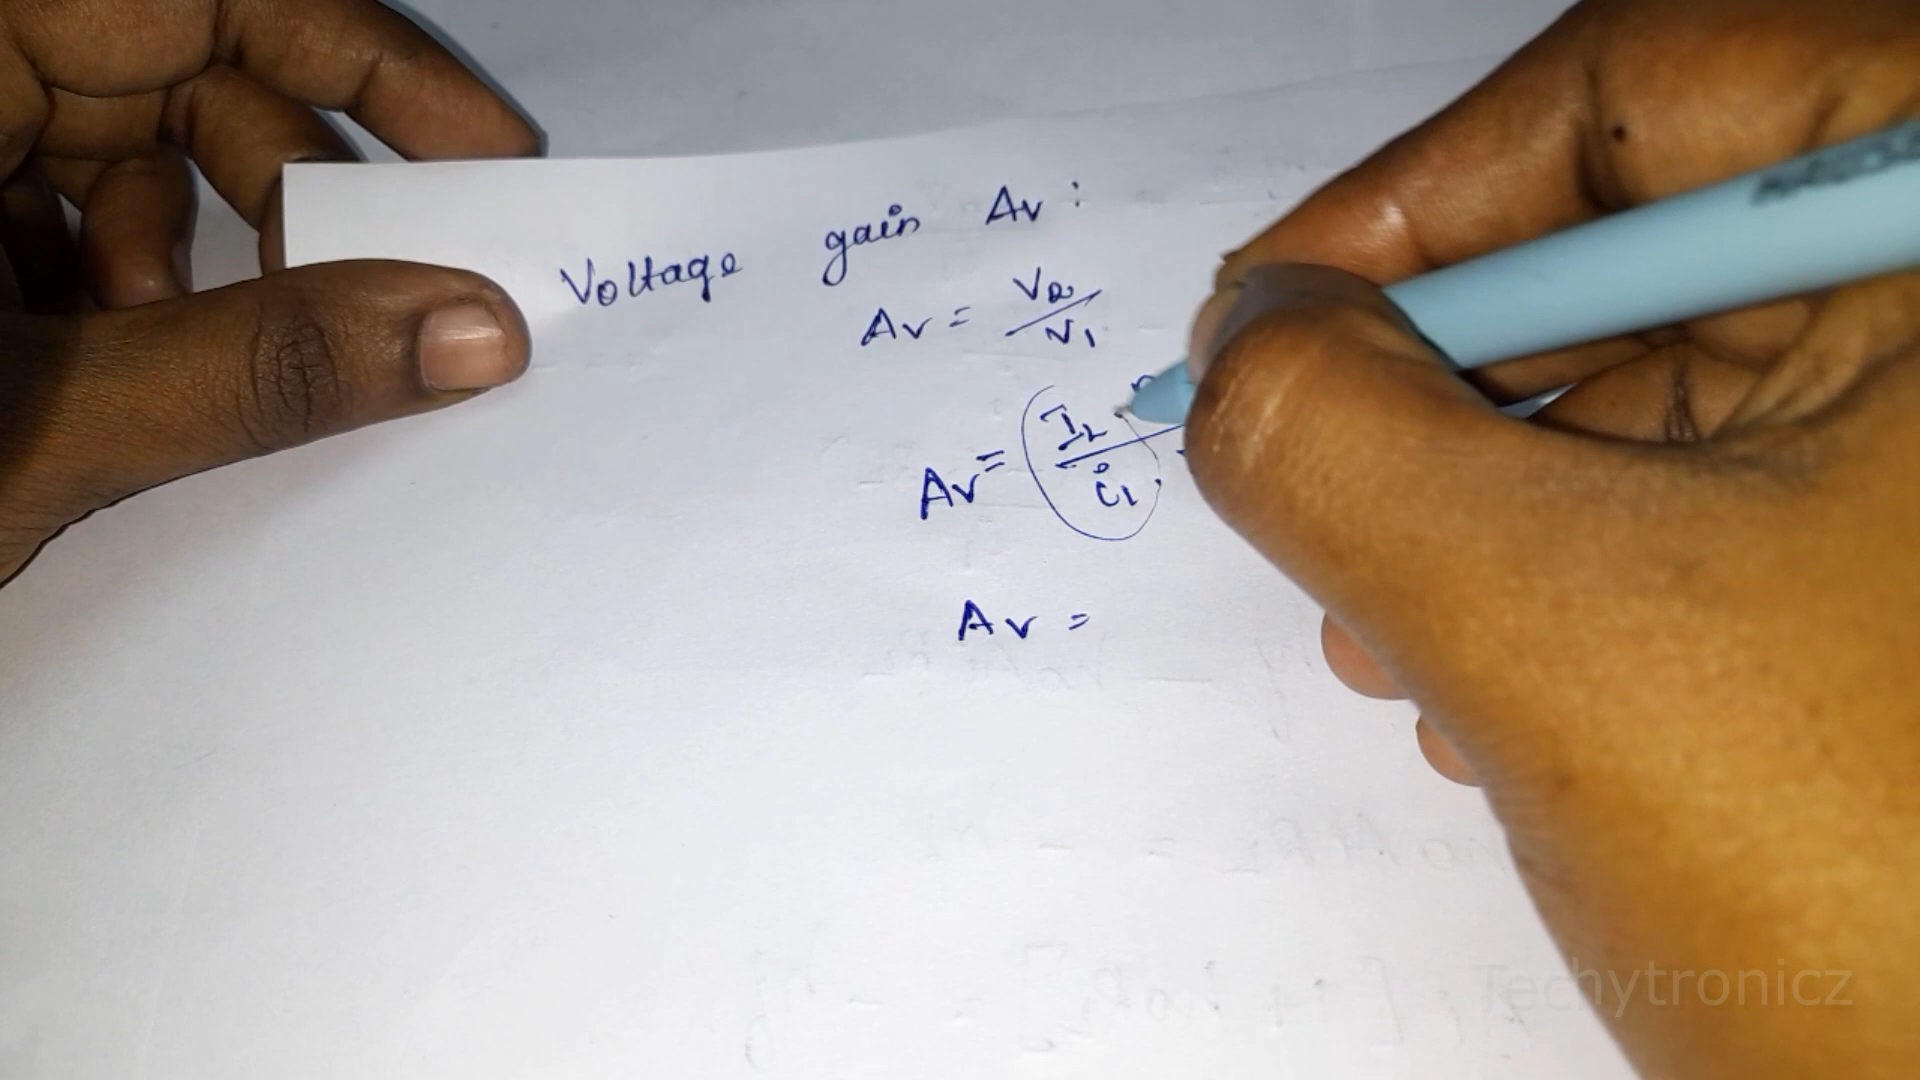 Voltage gain Av :
Av = V2/V1
Av = I2/i1
Av =
Techytronicz